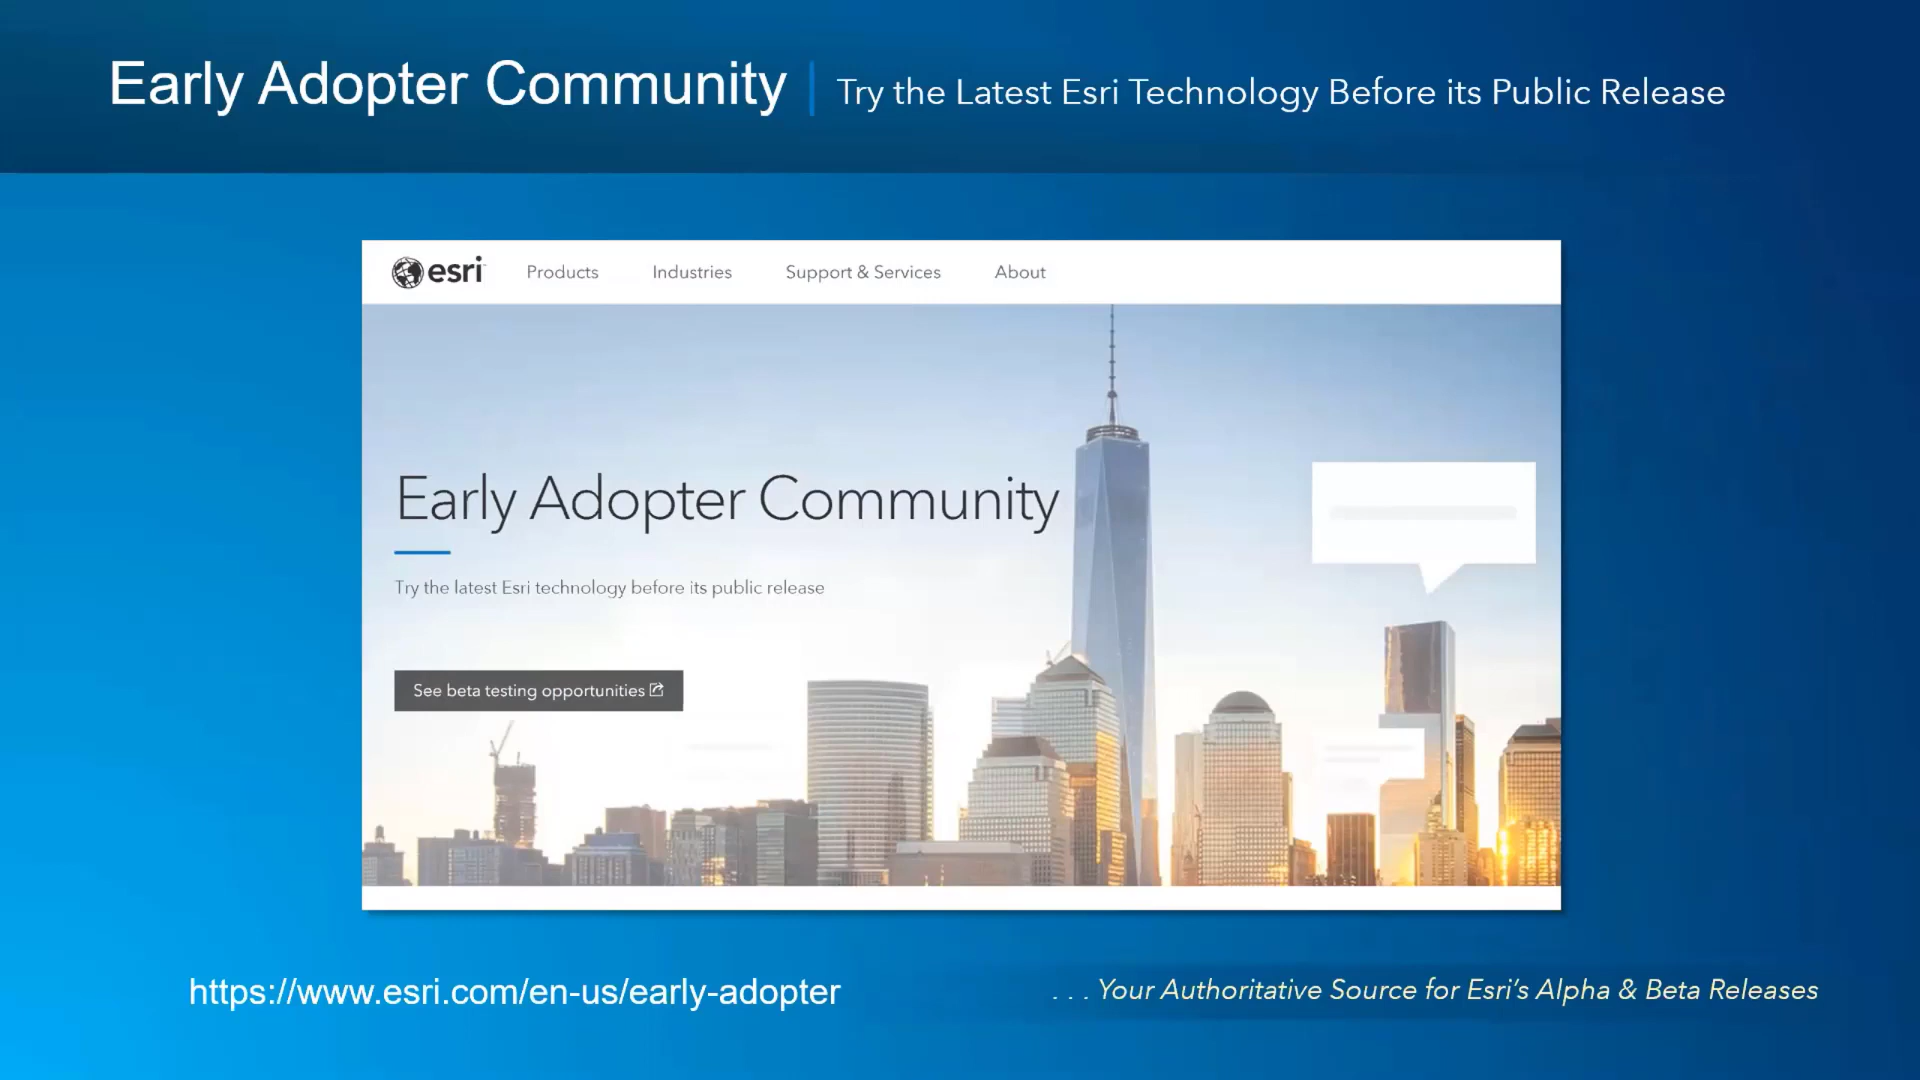 Early Adopter Community | Try the Latest Esri Technology Before its Public Release
esri Products Industries Support & Services About
Early Adopter Community
Try the latest Esri technology before its public release
See beta testing opportunities
https://www.esri.com/en-us/early-adopter
. . . Your Authoritative Source for Esri's Alpha & Beta Releases